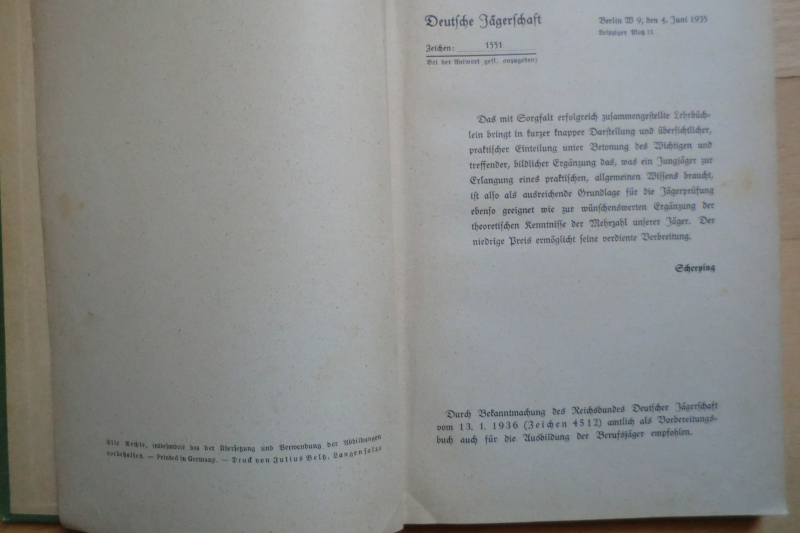 Alle Rechte, insbesondere das der Übersetzung und Verwendung der Abbildungen
vorbehalten. — Printed in Germany. — Druck von Julius Beltz, Langensalza
Deutsche Jägerschaft
Berlin W 9, den 4. Juni 1935
Leipziger Platz 11
Zeichen: 1551
(Bei der Antwort gefl. anzugeben)
Das mit Sorgfalt erfolgreich zusammengestellte Lehrbüch-
lein bringt in kurzer knapper Darstellung und übersichtlicher,
praktischer Einteilung unter Betonung des Wichtigen und
treffender, bildlicher Ergänzung das, was ein Jungjäger zur
Erlangung eines praktischen, allgemeinen Wissens braucht,
ist also als ausreichende Grundlage für die Jägerprüfung
ebenso geeignet wie zur wünschenswerten Ergänzung der
theoretischen Kenntnisse der Mehrzahl unserer Jäger. Der
niedrige Preis ermöglicht seine verdiente Verbreitung.
Scherping
Durch Bekanntmachung des Reichsbundes Deutscher Jägerschaft
vom 13. 1. 1936 (Zeichen 4512) amtlich als Vorbereitungs-
buch auch für die Ausbildung der Berufsjäger empfohlen.